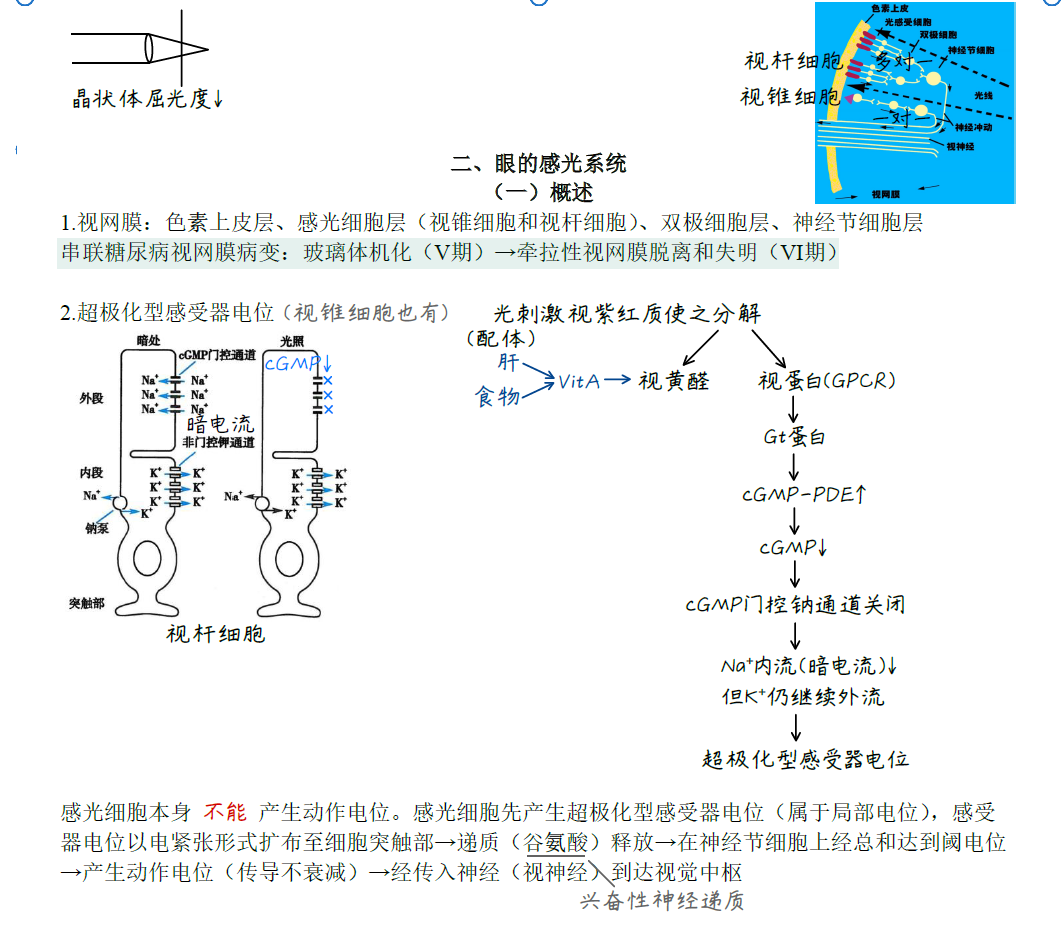 色素上皮
光感受细胞
双极细胞
神经节细胞
视杆细胞
多对一
光线
视锥细胞
一对一
神经冲动
视神经
视网膜
晶状体屈光度↓
二、眼的感光系统
（一）概述
1.视网膜：色素上皮层、感光细胞层（视锥细胞和视杆细胞）、双极细胞层、神经节细胞层
串联糖尿病视网膜病变：玻璃体机化（V期）→牵拉性视网膜脱离和失明（VI期）
2.超极化型感受器电位（视锥细胞也有）
暗处
光照
cGMP门控通道
cGMP↓
Na⁺ Na⁺ ×
Na⁺ Na⁺ ×
Na⁺ Na⁺ ×
外段
暗电流
非门控钾通道
内段
K⁺ K⁺ K⁺ K⁺
K⁺ K⁺ K⁺ K⁺
K⁺ K⁺ K⁺ K⁺
Na⁺ Na⁺
K⁺ K⁺
钠泵
突触部
视杆细胞
光刺激视紫红质使之分解
（配体）
肝
食物
VitA→视黄醛
视蛋白(GPCR)
Gt蛋白
cGMP-PDE↑
cGMP↓
cGMP门控钠通道关闭
Na⁺内流(暗电流)↓
但K⁺仍继续外流
超极化型感受器电位
感光细胞本身 不能 产生动作电位。感光细胞先产生超极化型感受器电位（属于局部电位），感受
器电位以电紧张形式扩布至细胞突触部→递质（谷氨酸）释放→在神经节细胞上经总和达到阈电位
→产生动作电位（传导不衰减）→经传入神经（视神经）到达视觉中枢
兴奋性神经递质